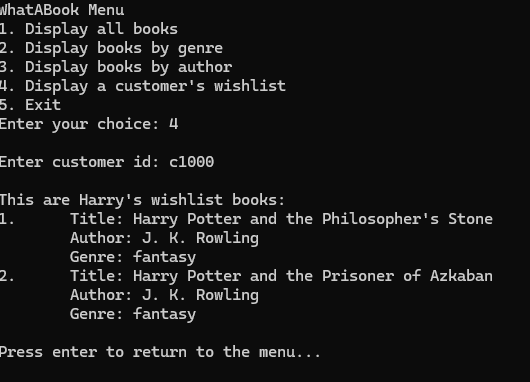 WhatABook Menu
1. Display all books
2. Display books by genre
3. Display books by author
4. Display a customer's wishlist
5. Exit
Enter your choice: 4
Enter customer id: c1000
This are Harry's wishlist books:
1. Title: Harry Potter and the Philosopher's Stone
Author: J. K. Rowling
Genre: fantasy
2. Title: Harry Potter and the Prisoner of Azkaban
Author: J. K. Rowling
Genre: fantasy
Press enter to return to the menu...